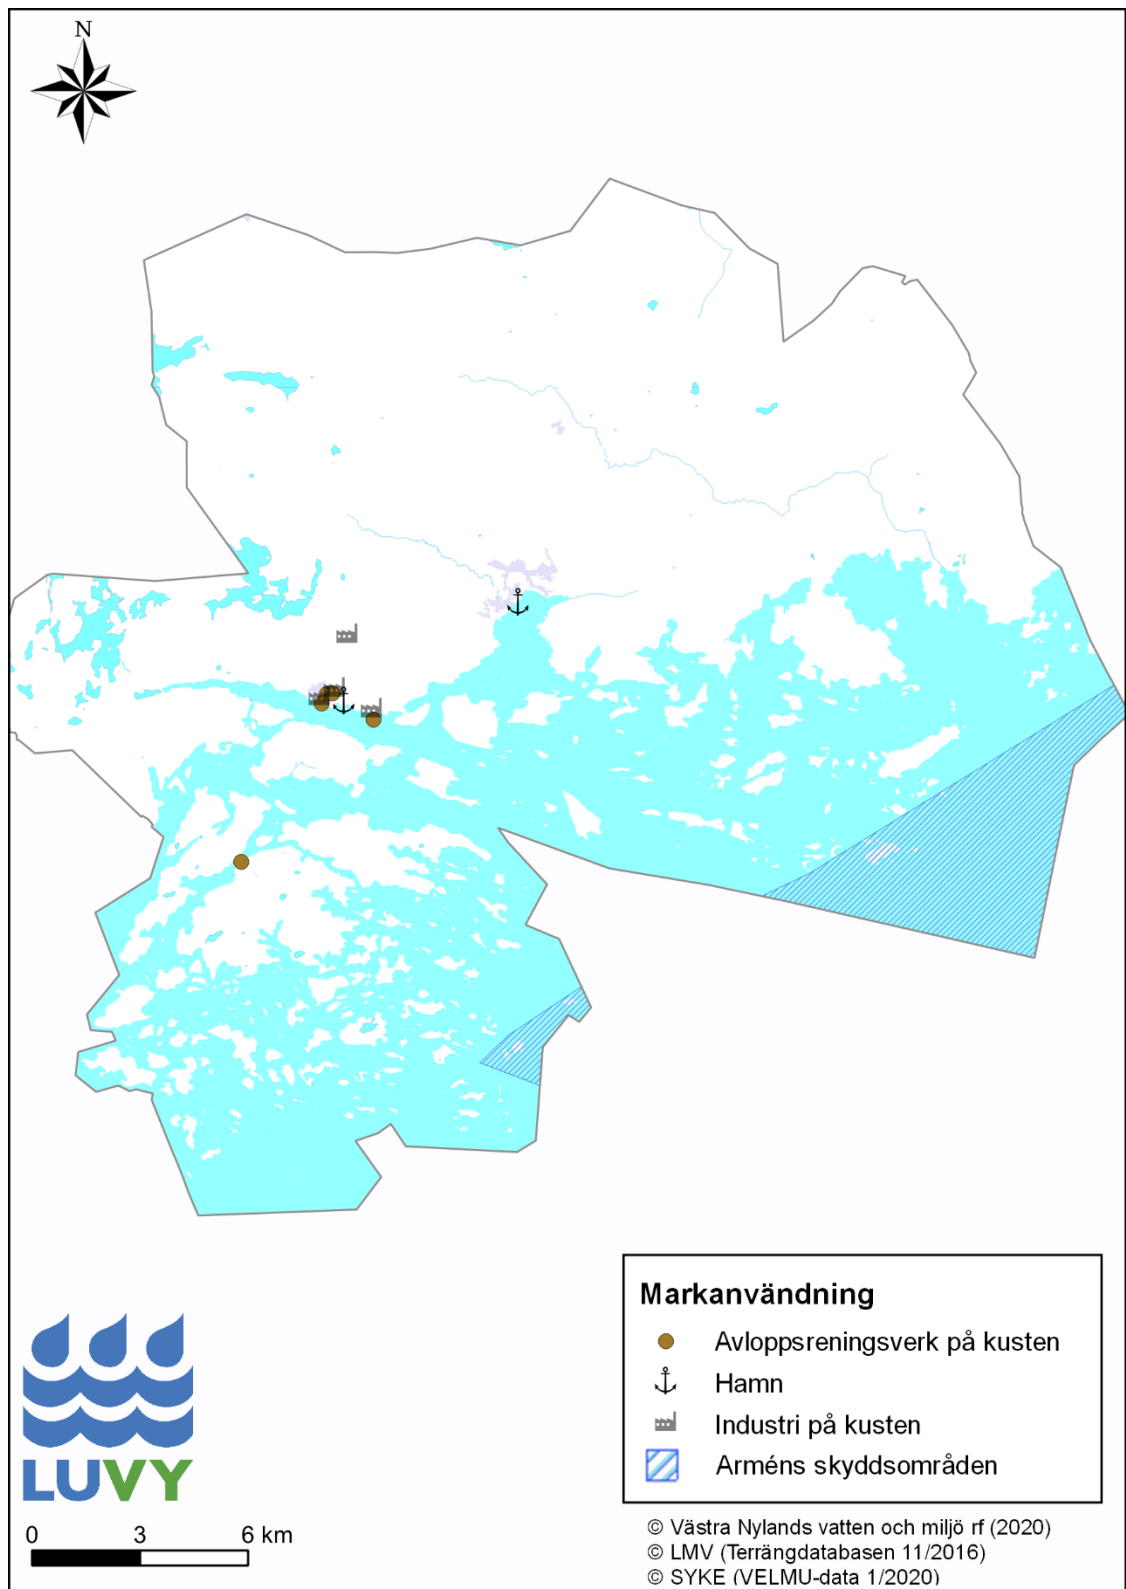 N
Markanvändning
Avloppsreningsverk på kusten
Hamn
Industri på kusten
Arméns skyddsområden
LUVY
0 3 6 km
© Västra Nylands vatten och miljö rf (2020)
© LMV (Terrängdatabasen 11/2016)
© SYKE (VELMU-data 1/2020)